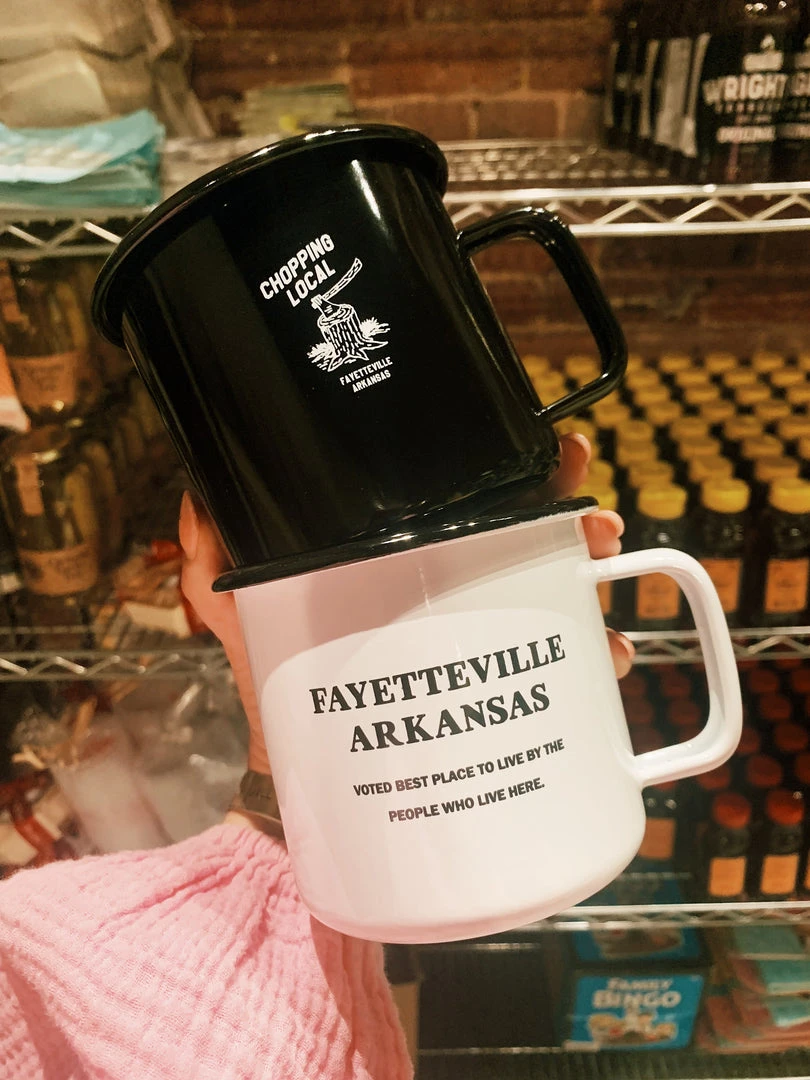 WRIGHT
CHOPPING
LOCAL
FAYETTEVILLE
ARKANSAS
FAYETTEVILLE
ARKANSAS
VOTED BEST PLACE TO LIVE BY THE
PEOPLE WHO LIVE HERE.
FAMILY
BINGO